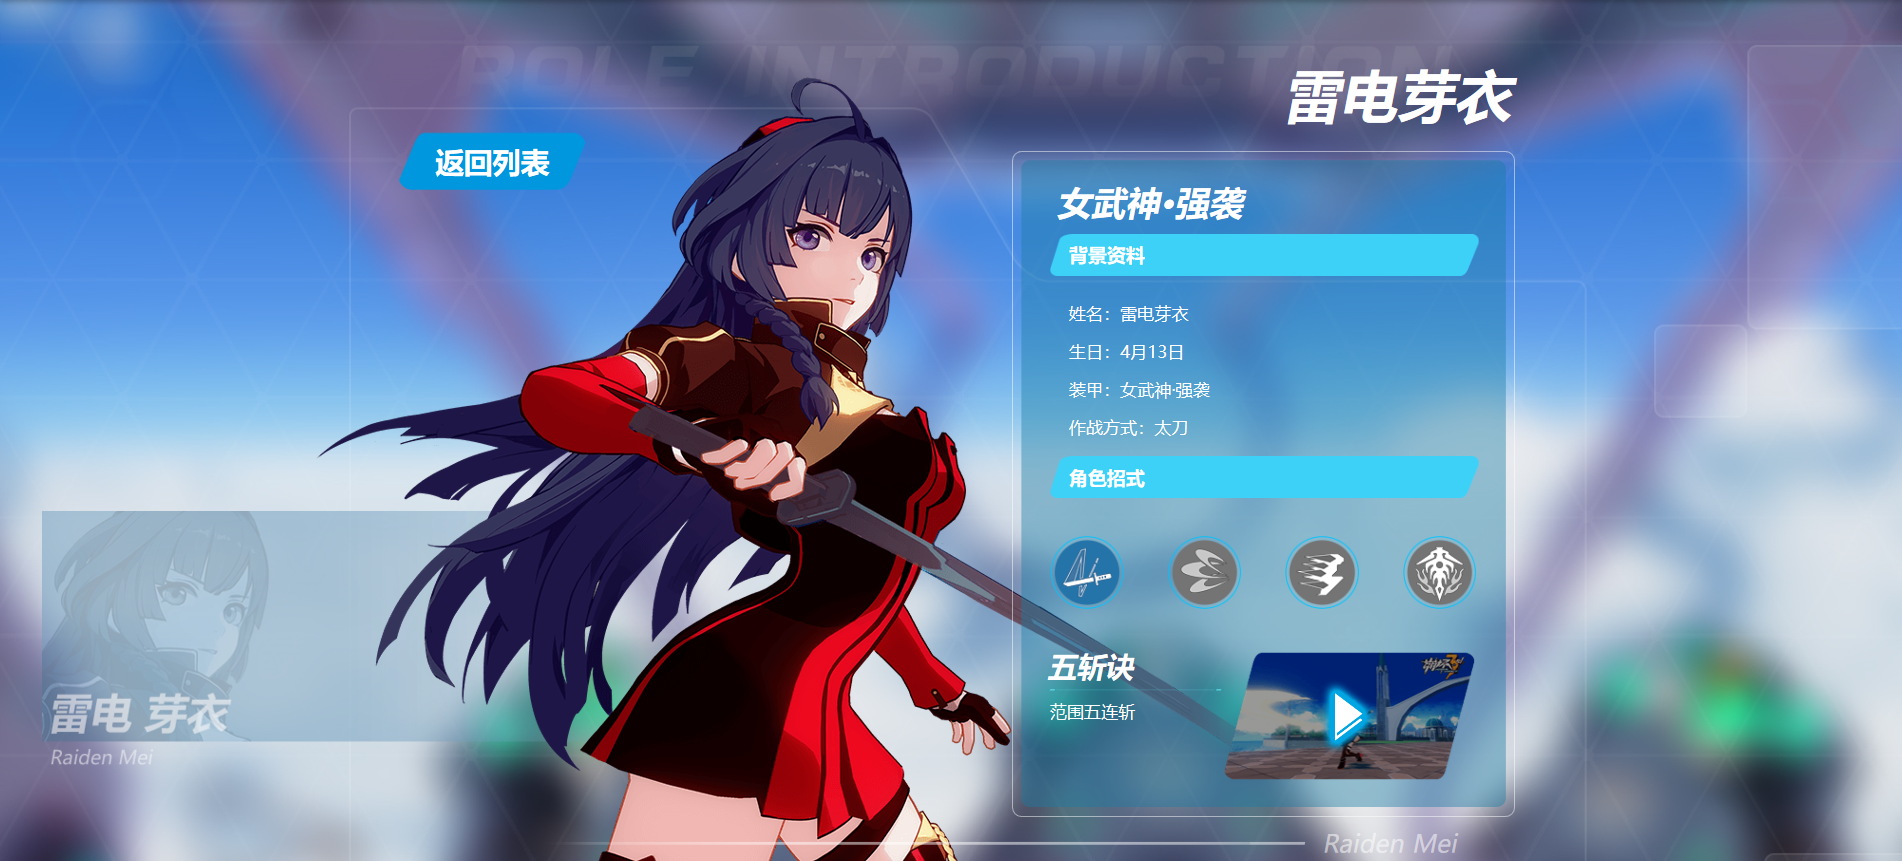 ROLE INTRODUCTION
雷电芽衣
返回列表
女武神·强袭
背景资料
姓名：雷电芽衣
生日：4月13日
装甲：女武神·强袭
作战方式：太刀
角色招式
五斩诀
范围五连斩
雷电 芽衣
Raiden Mei
Raiden Mei